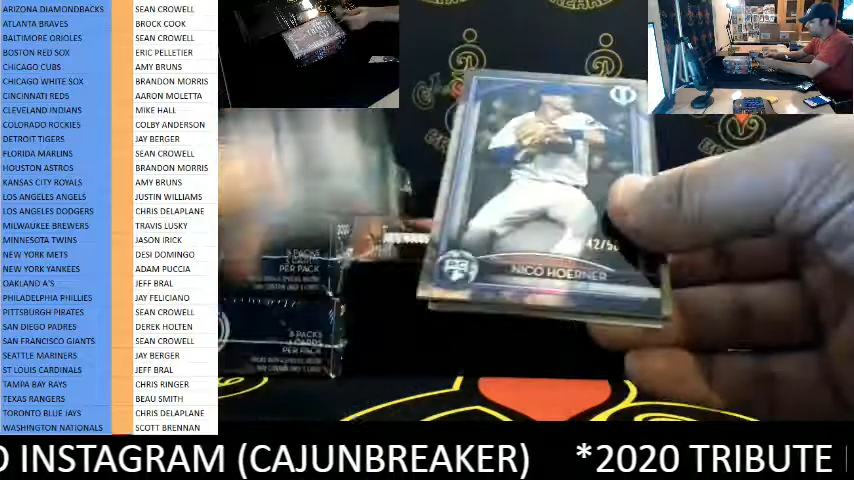 ARIZONA DIAMONDBACKS SEAN CROWELL
ATLANTA BRAVES BROCK COOK
BALTIMORE ORIOLES SEAN CROWELL
BOSTON RED SOX ERIC PELLETIER
CHICAGO CUBS AMY BRUNS
CHICAGO WHITE SOX BRANDON MORRIS
CINCINNATI REDS AARON MOLETTA
CLEVELAND INDIANS MIKE HALL
COLORADO ROCKIES COLBY ANDERSON
DETROIT TIGERS JAY BERGER
FLORIDA MARLINS SEAN CROWELL
HOUSTON ASTROS BRANDON MORRIS
KANSAS CITY ROYALS AMY BRUNS
LOS ANGELES ANGELS JUSTIN WILLIAMS
LOS ANGELES DODGERS CHRIS DELAPLANE
MILWAUKEE BREWERS TRAVIS LUSKY
MINNESOTA TWINS JASON IRICK
NEW YORK METS DESI DOMINGO
NEW YORK YANKEES ADAM PUCCIA
OAKLAND A'S JEFF BRAL
PHILADELPHIA PHILLIES JAY FELICIANO
PITTSBURGH PIRATES SEAN CROWELL
SAN DIEGO PADRES DEREK HOLTEN
SAN FRANCISCO GIANTS SEAN CROWELL
SEATTLE MARINERS JAY BERGER
ST LOUIS CARDINALS JEFF BRAL
TAMPA BAY RAYS CHRIS RINGER
TEXAS RANGERS BEAU SMITH
TORONTO BLUE JAYS CHRIS DELAPLANE
WASHINGTON NATIONALS SCOTT BRENNAN
NICO HOERNER
PER PACK
PER PACK
O INSTAGRAM (CAJUNBREAKER) *2020 TRIBUTE